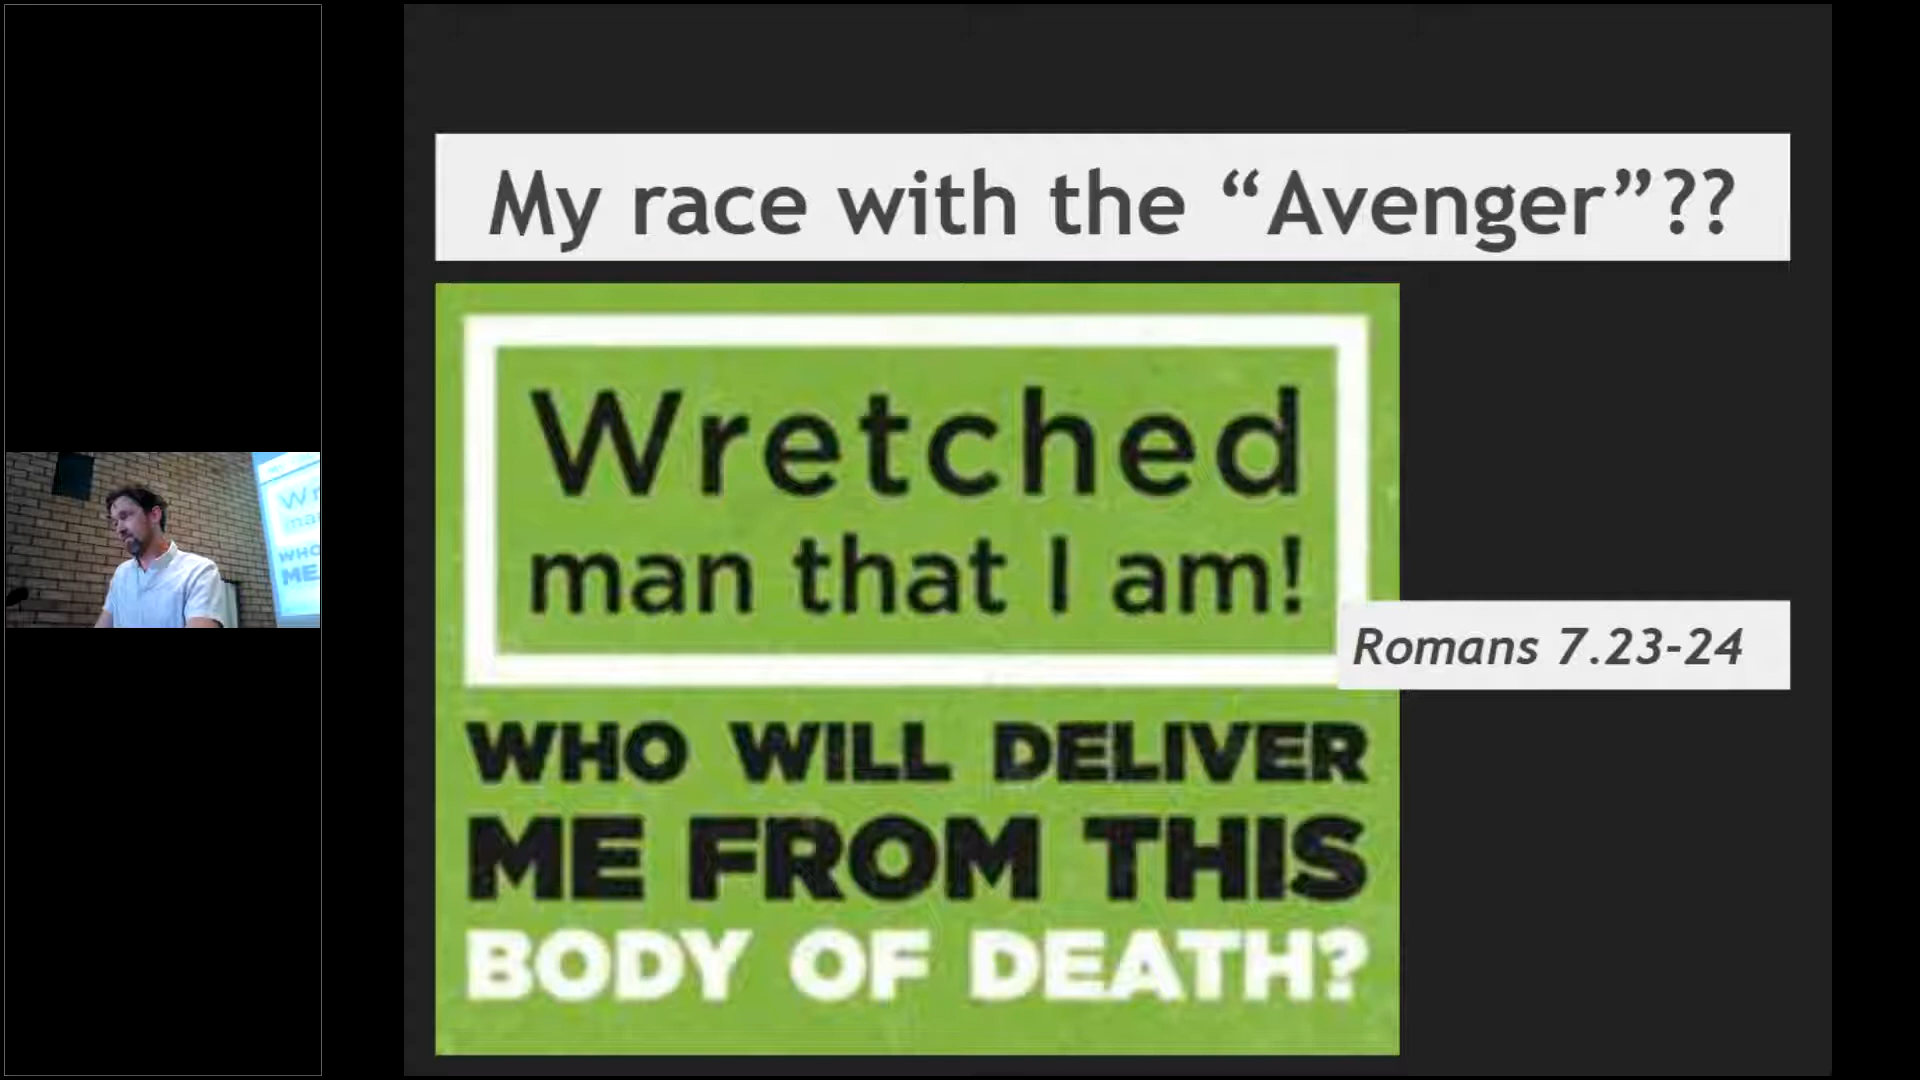 My race with the “Avenger”??
Wretched
man that I am!
Romans 7.23-24
WHO WILL DELIVER
ME FROM THIS
BODY OF DEATH?